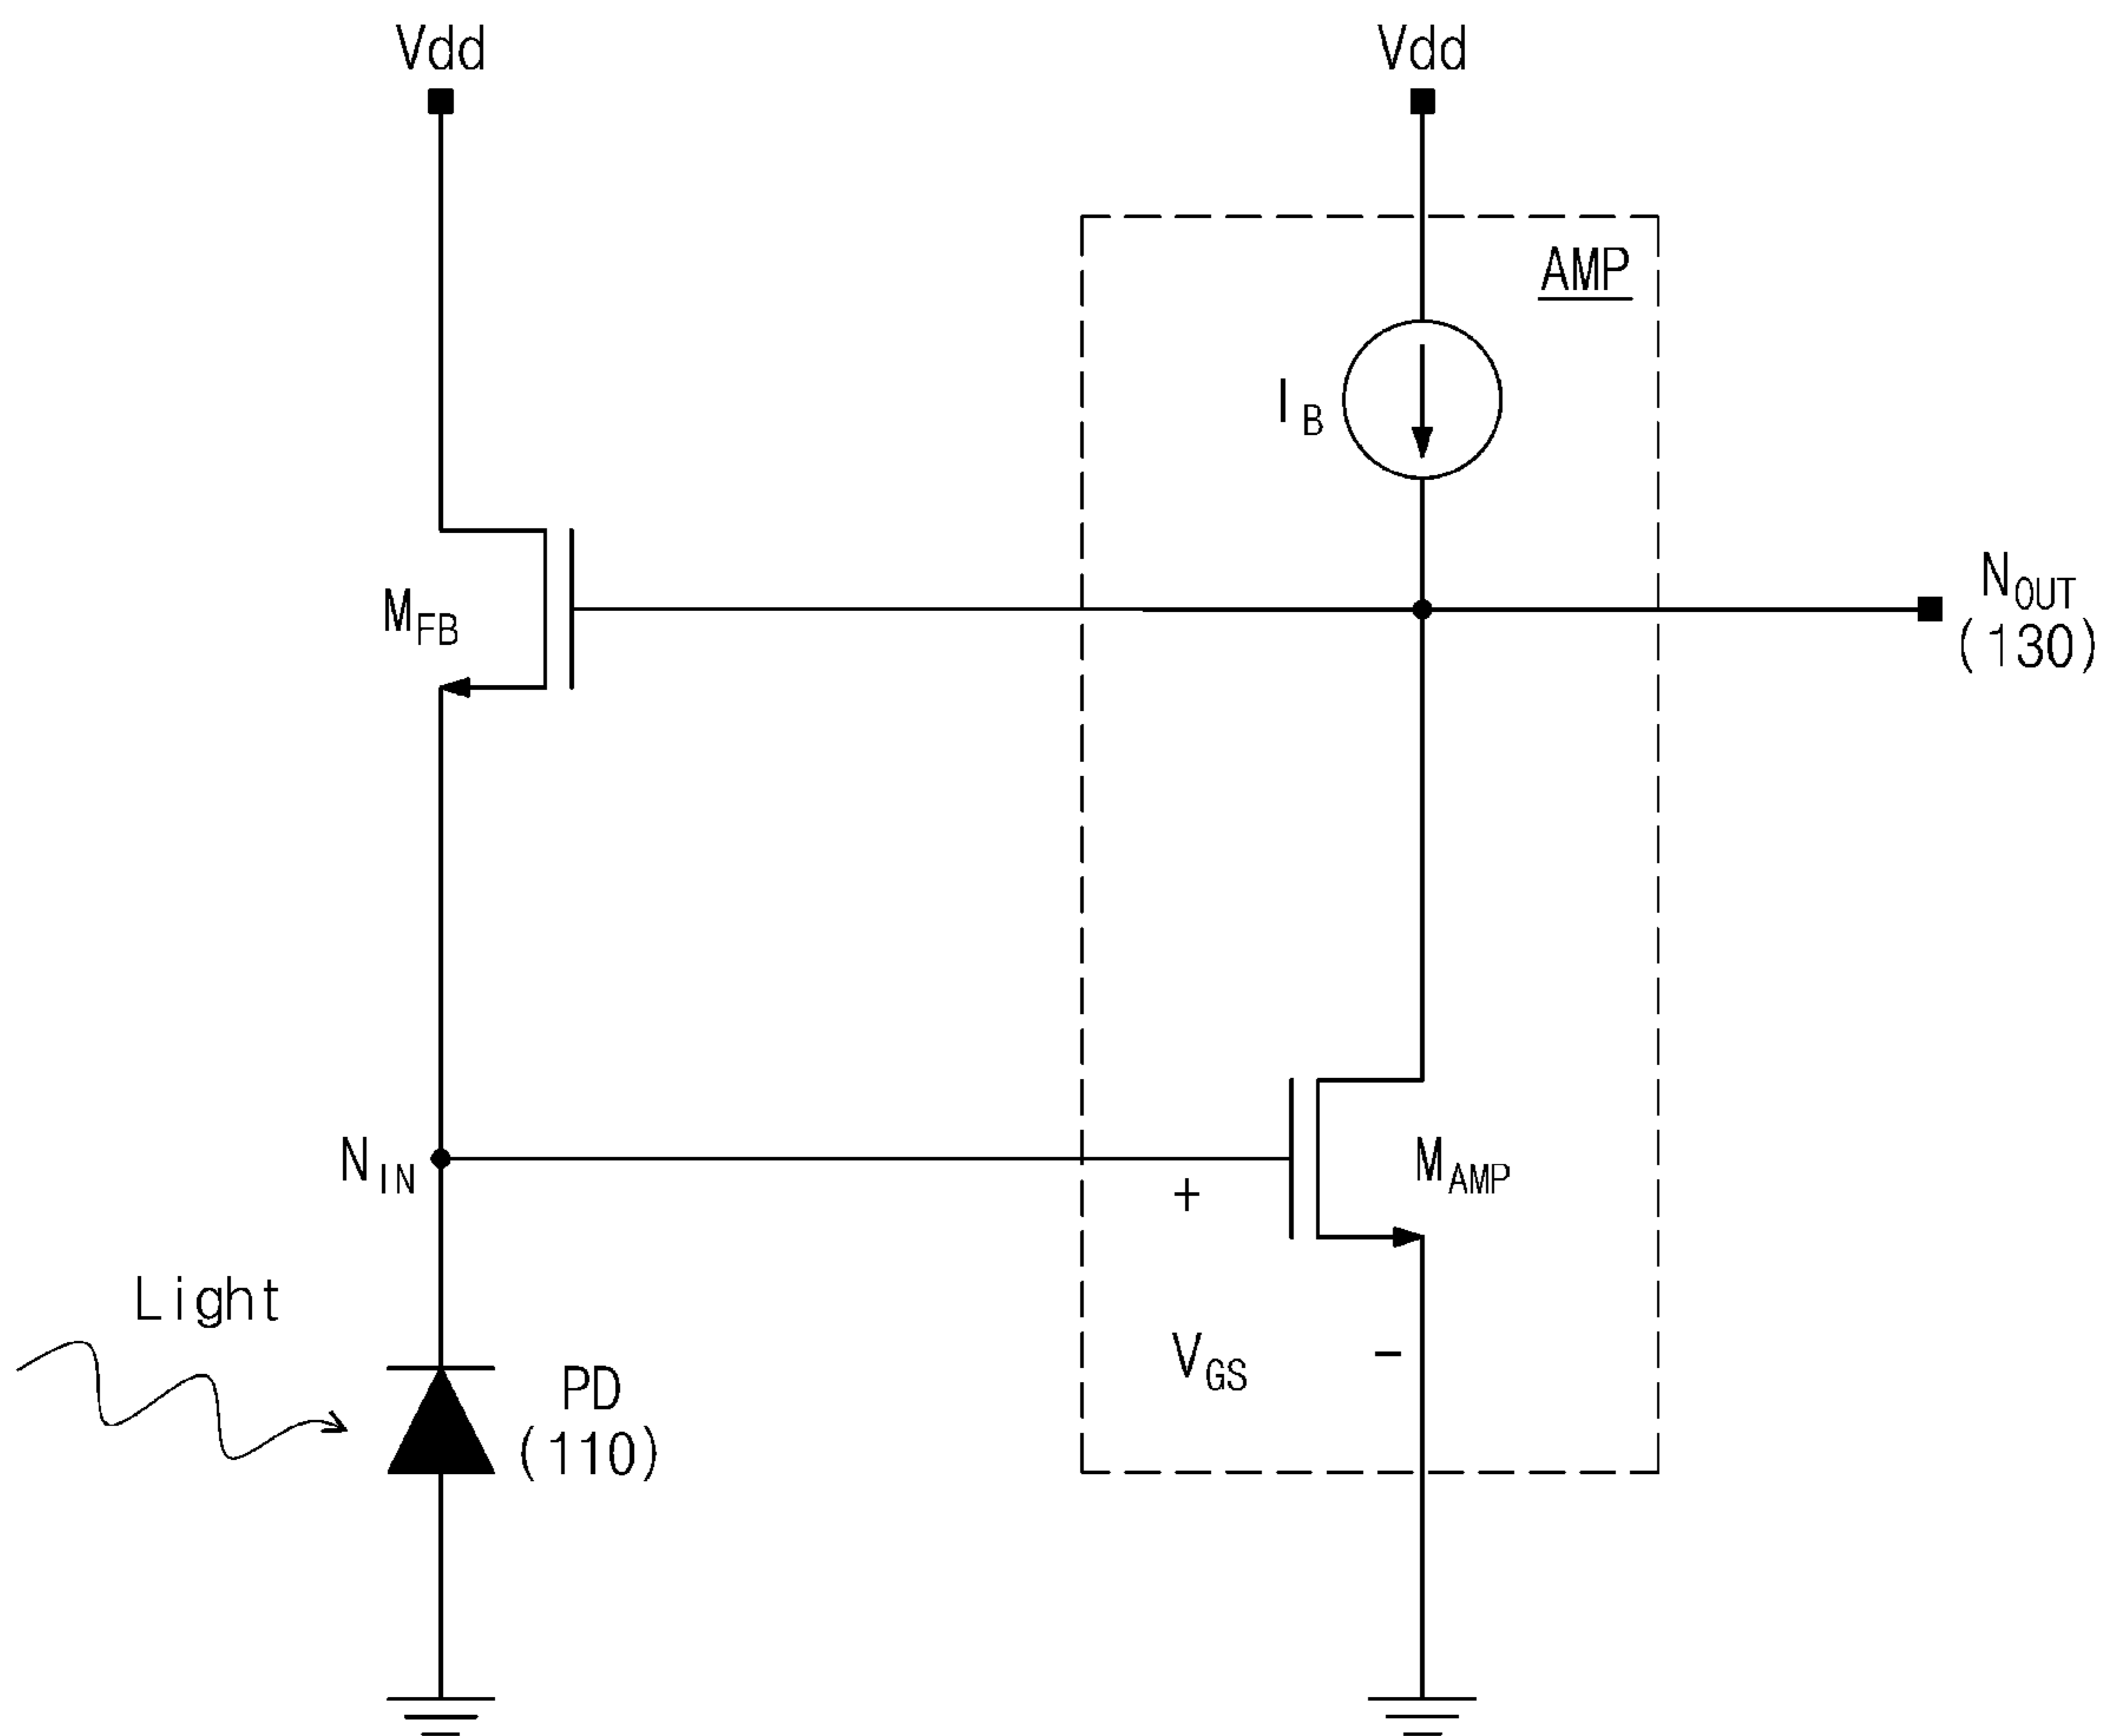 Vdd
Vdd
AMP
IB
NOUT
(130)
MFB
NIN
+
MAMP
Light
VGS
-
PD
(110)